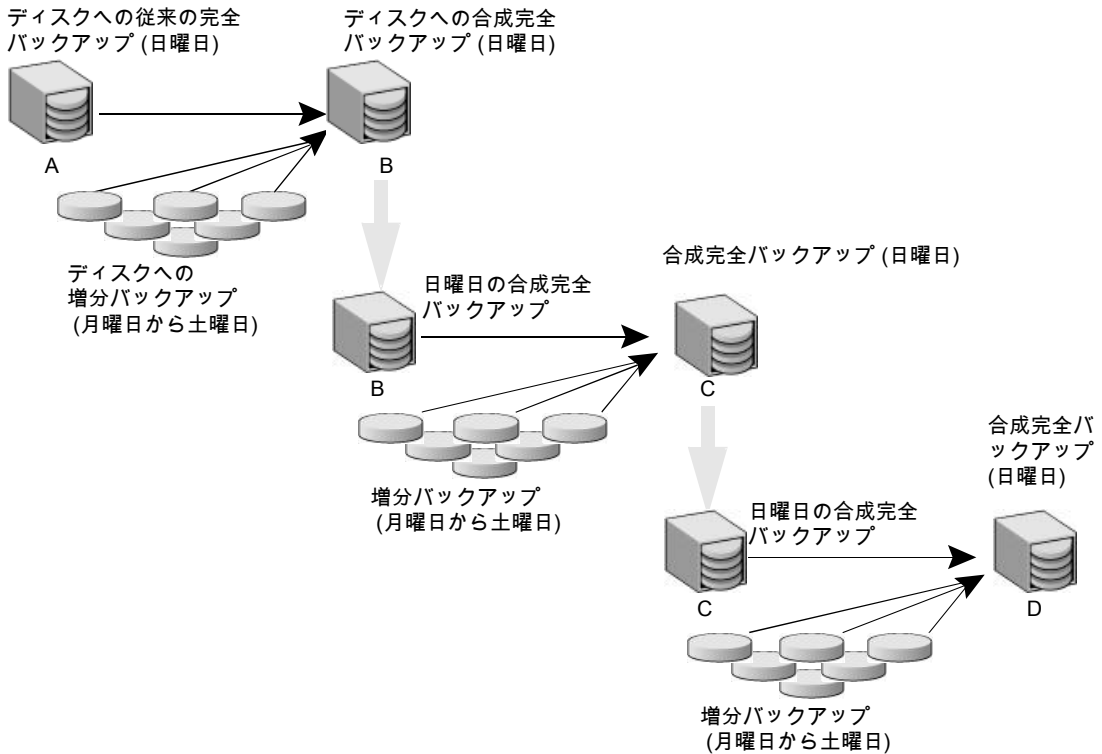 ディスクへの従来の完全
バックアップ (日曜日)
ディスクへの合成完全
バックアップ (日曜日)
A
B
ディスクへの
増分バックアップ
(月曜日から土曜日)
日曜日の合成完全
バックアップ
合成完全バックアップ (日曜日)
B
C
増分バックアップ
(月曜日から土曜日)
日曜日の合成完全
バックアップ
合成完全バ
ックアップ
(日曜日)
C
D
増分バックアップ
(月曜日から土曜日)